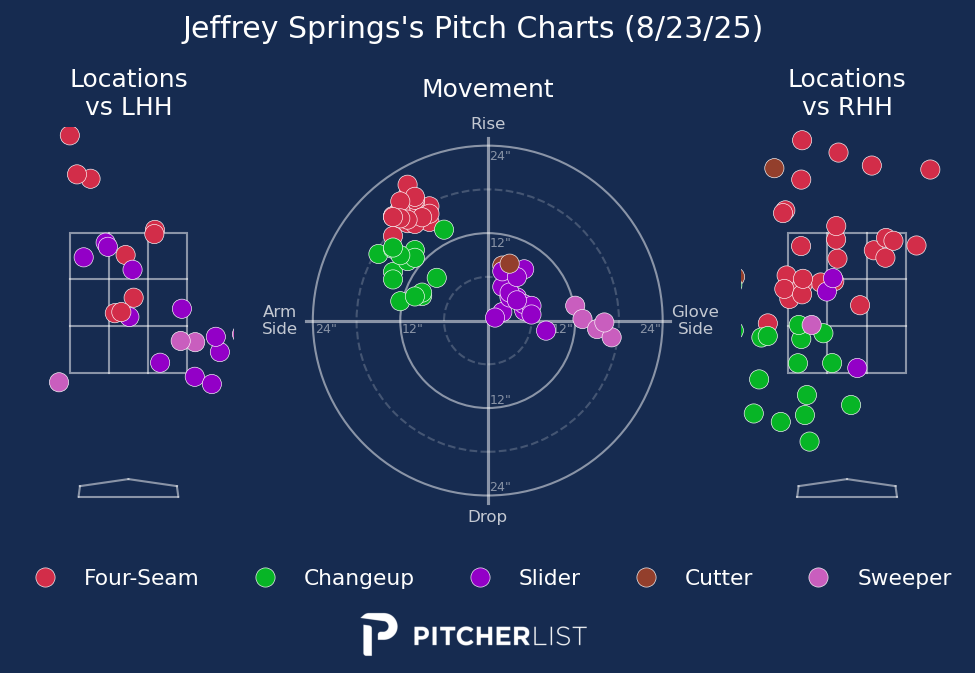 Jeffrey Springs's Pitch Charts (8/23/25)
Locations
vs LHH
Movement
Locations
vs RHH
Rise
24"
12"
Arm
Side
24"
12"
12"
24"
Glove
Side
12"
24"
Drop
Four-Seam
Changeup
Slider
Cutter
Sweeper
PITCHERLIST